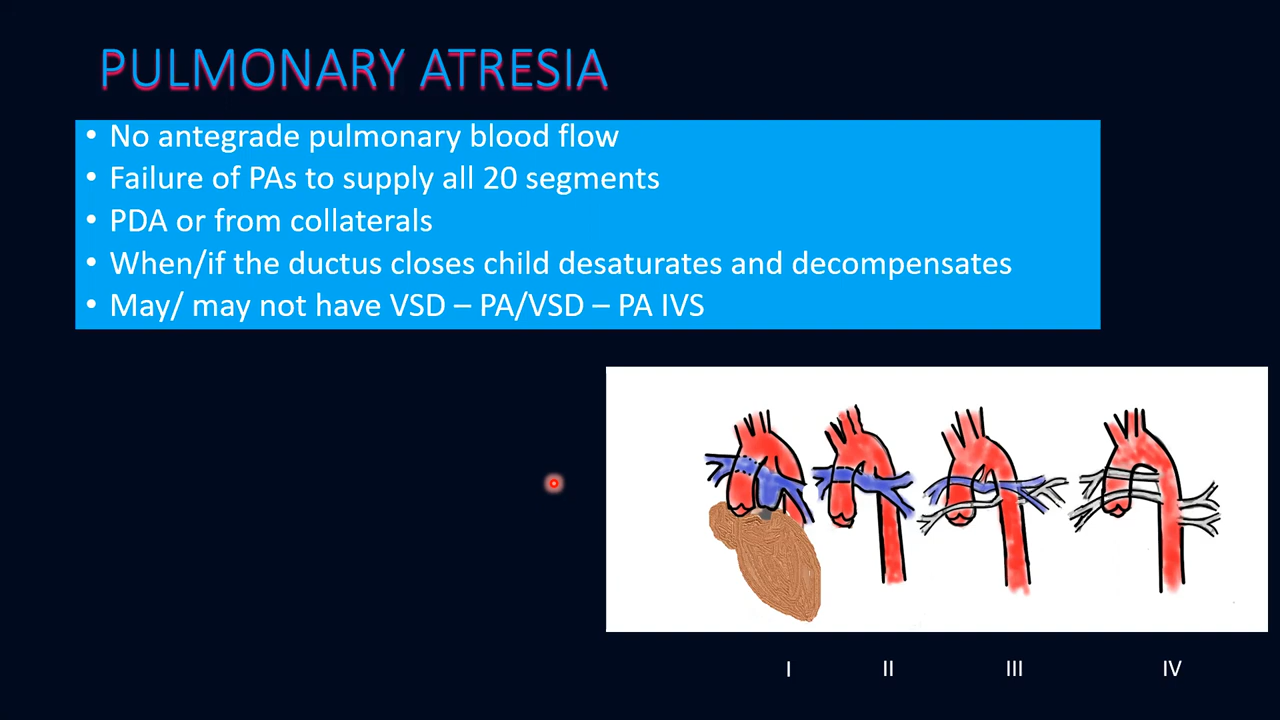 PULMONARY ATRESIA
• No antegrade pulmonary blood flow
• Failure of PAs to supply all 20 segments
• PDA or from collaterals
• When/if the ductus closes child desaturates and decompensates
• May/ may not have VSD – PA/VSD – PA IVS
I II III IV